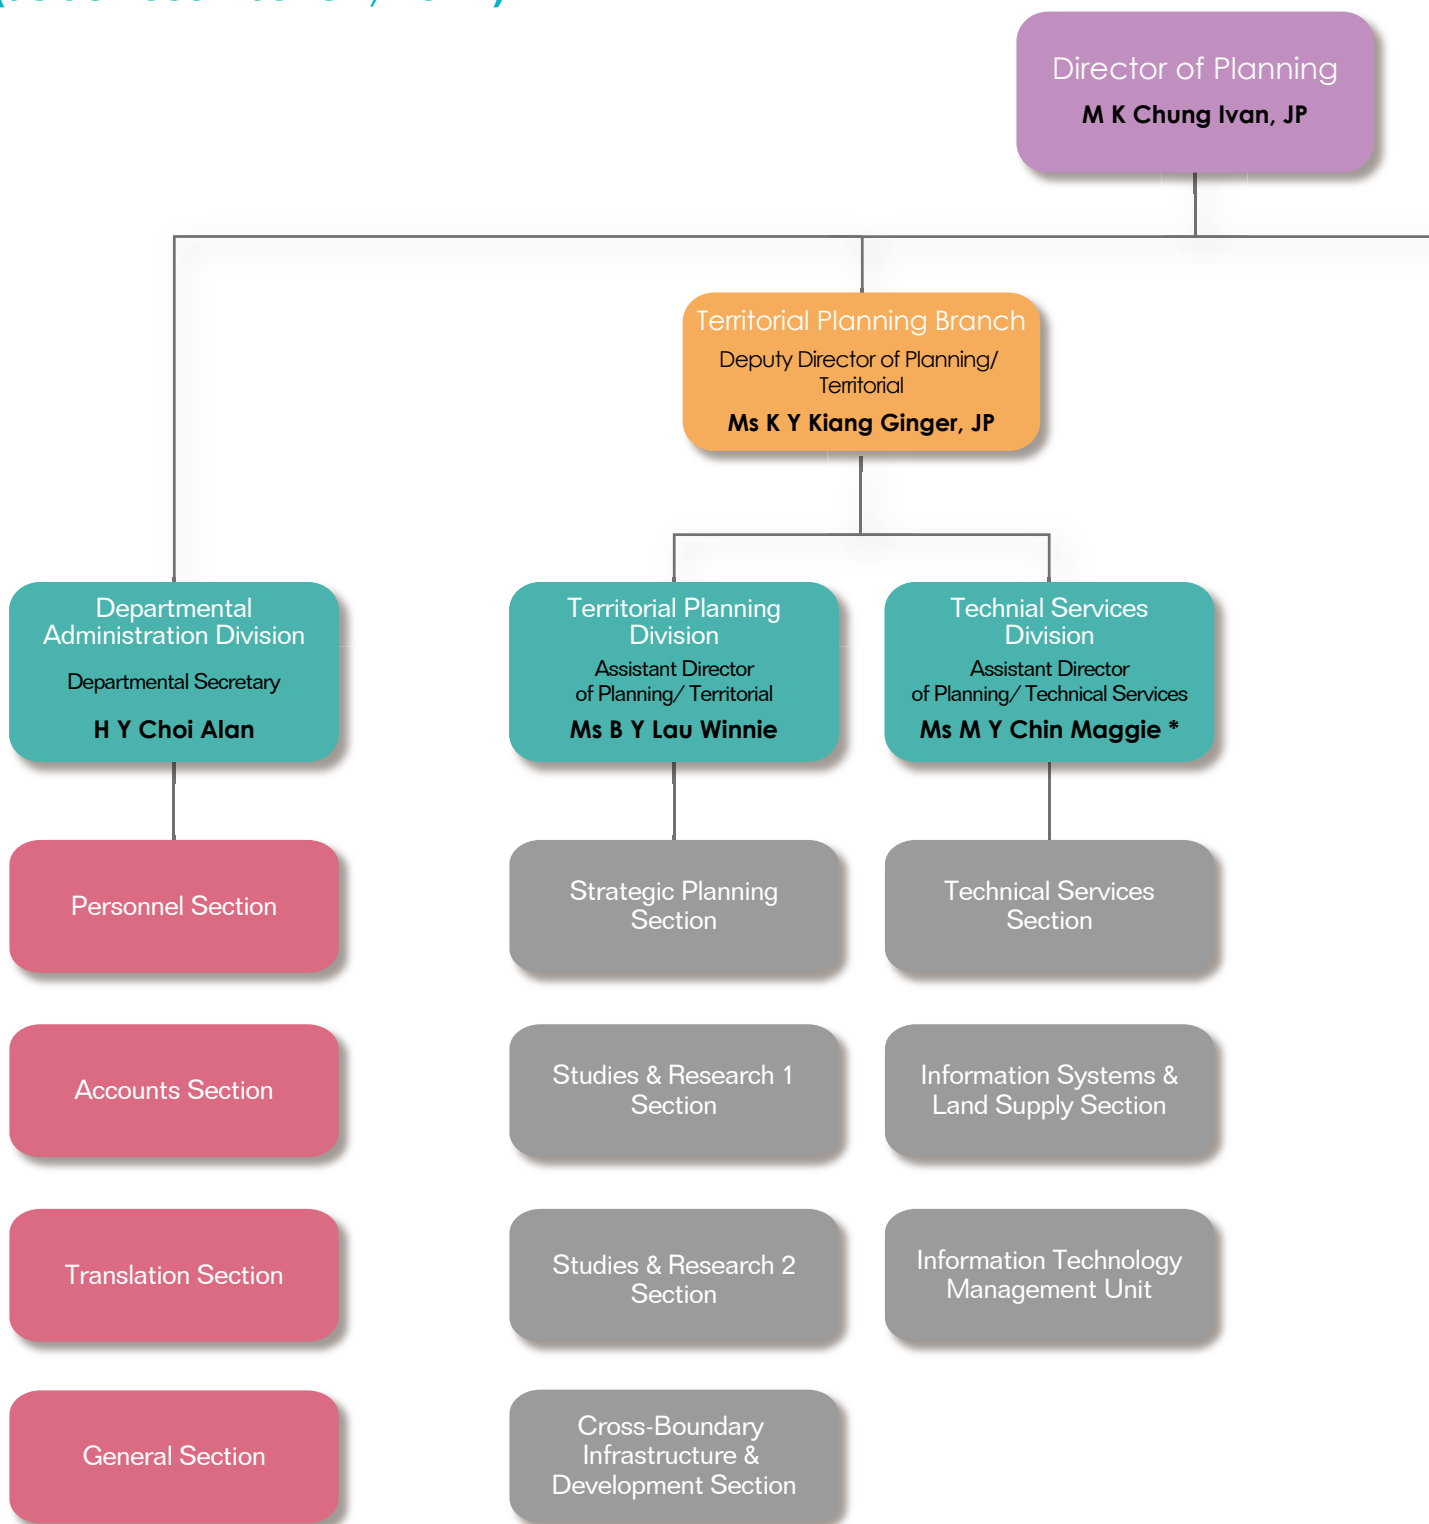 Director of Planning
M K Chung Ivan, JP
Territorial Planning Branch
Deputy Director of Planning/
Territorial
Ms K Y Kiang Ginger, JP
Departmental
Administration Division
Departmental Secretary
H Y Choi Alan
Territorial Planning
Division
Assistant Director
of Planning/ Territorial
Ms B Y Lau Winnie
Technial Services
Division
Assistant Director
of Planning/ Technical Services
Ms M Y Chin Maggie *
Personnel Section
Strategic Planning
Section
Technical Services
Section
Accounts Section
Studies & Research 1
Section
Information Systems &
Land Supply Section
Translation Section
Studies & Research 2
Section
Information Technology
Management Unit
General Section
Cross-Boundary
Infrastructure &
Development Section